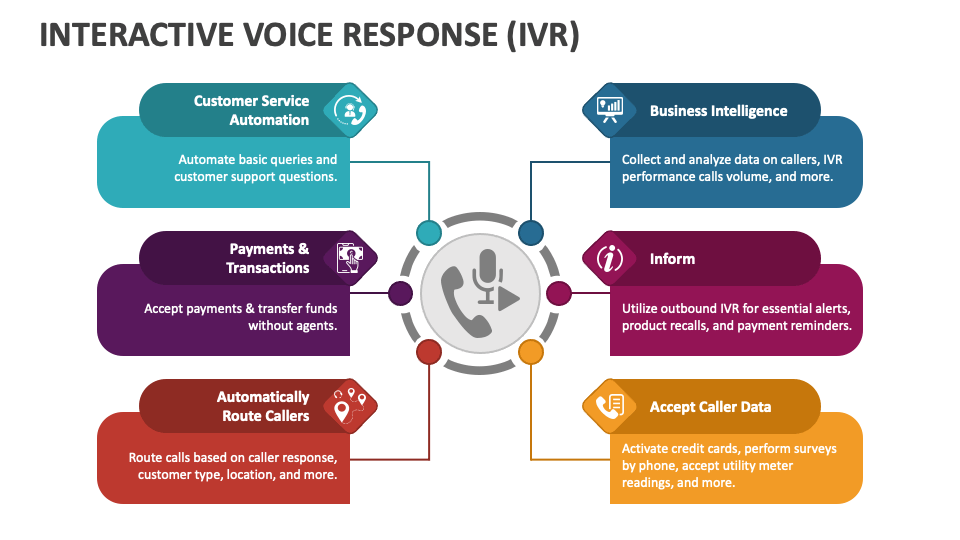 INTERACTIVE VOICE RESPONSE (IVR)
Customer Service
Automation
Automate basic queries and
customer support questions.
Payments &
Transactions
Accept payments & transfer funds
without agents.
Automatically
Route Callers
Route calls based on caller response,
customer type, location, and more.
Business Intelligence
Collect and analyze data on callers, IVR
performance calls volume, and more.
Inform
Utilize outbound IVR for essential alerts,
product recalls, and payment reminders.
Accept Caller Data
Activate credit cards, perform surveys
by phone, accept utility meter
readings, and more.